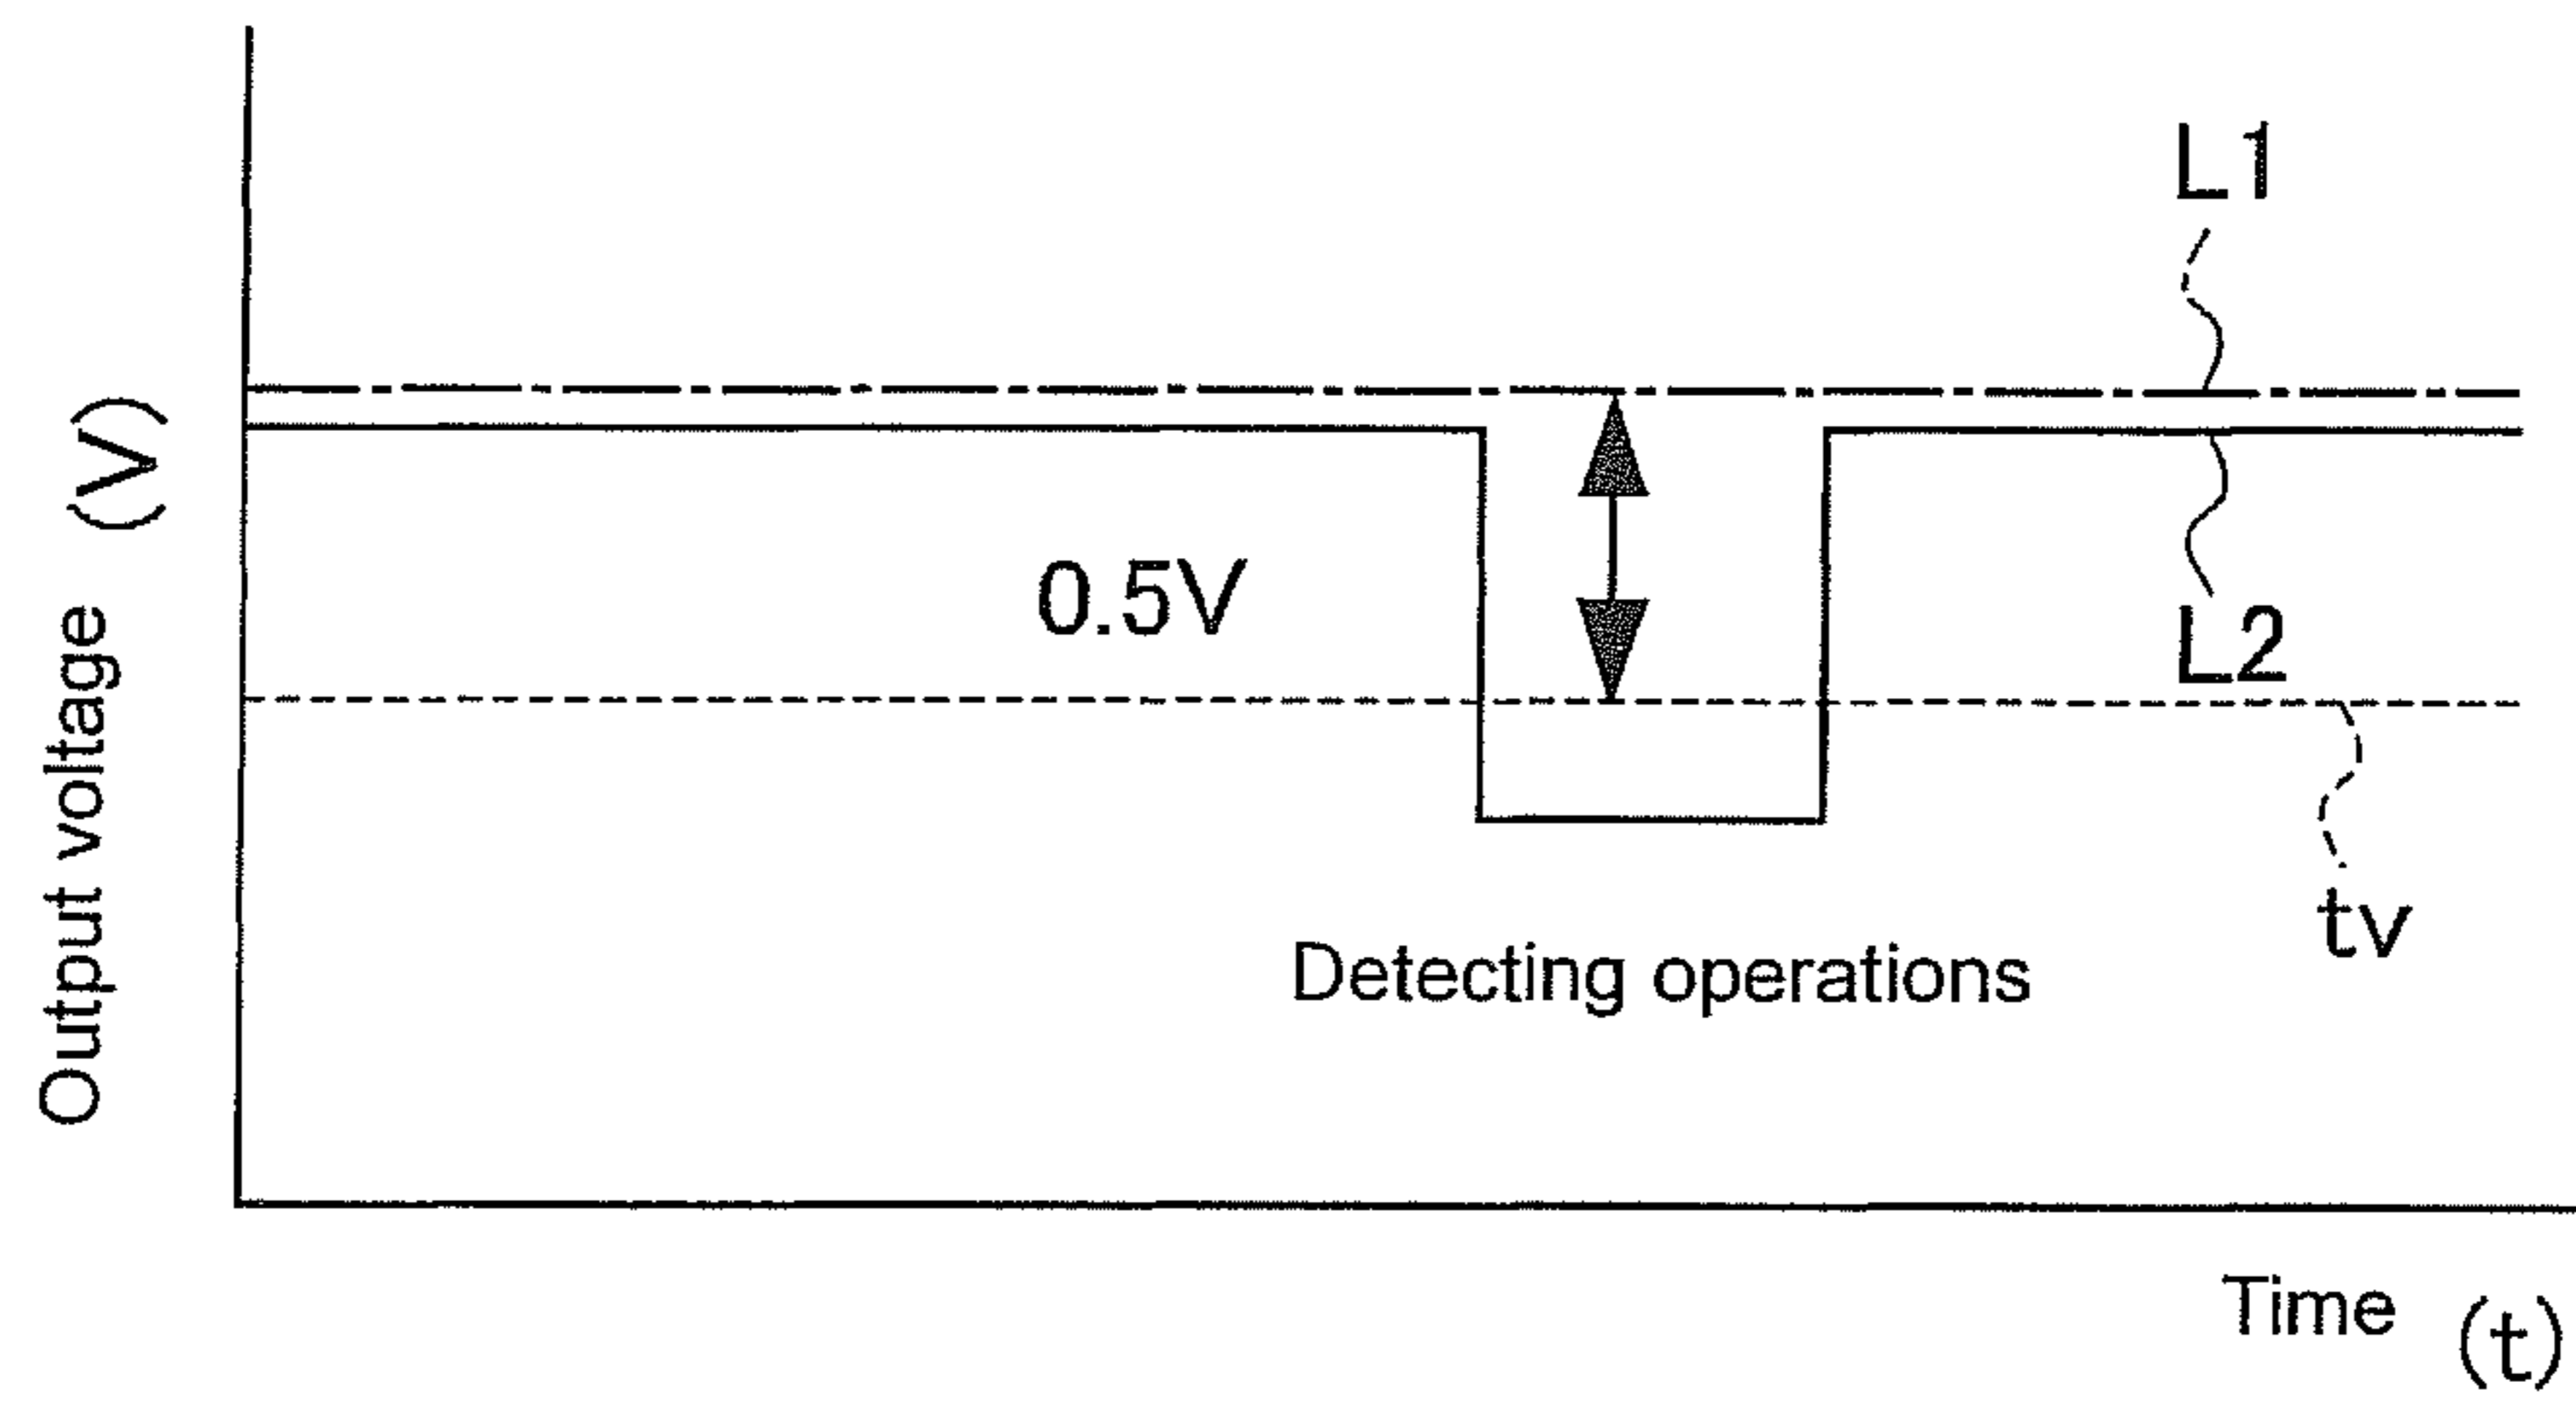 L1
Output voltage (V)
0.5V
L2
tv
Detecting operations
Time (t)